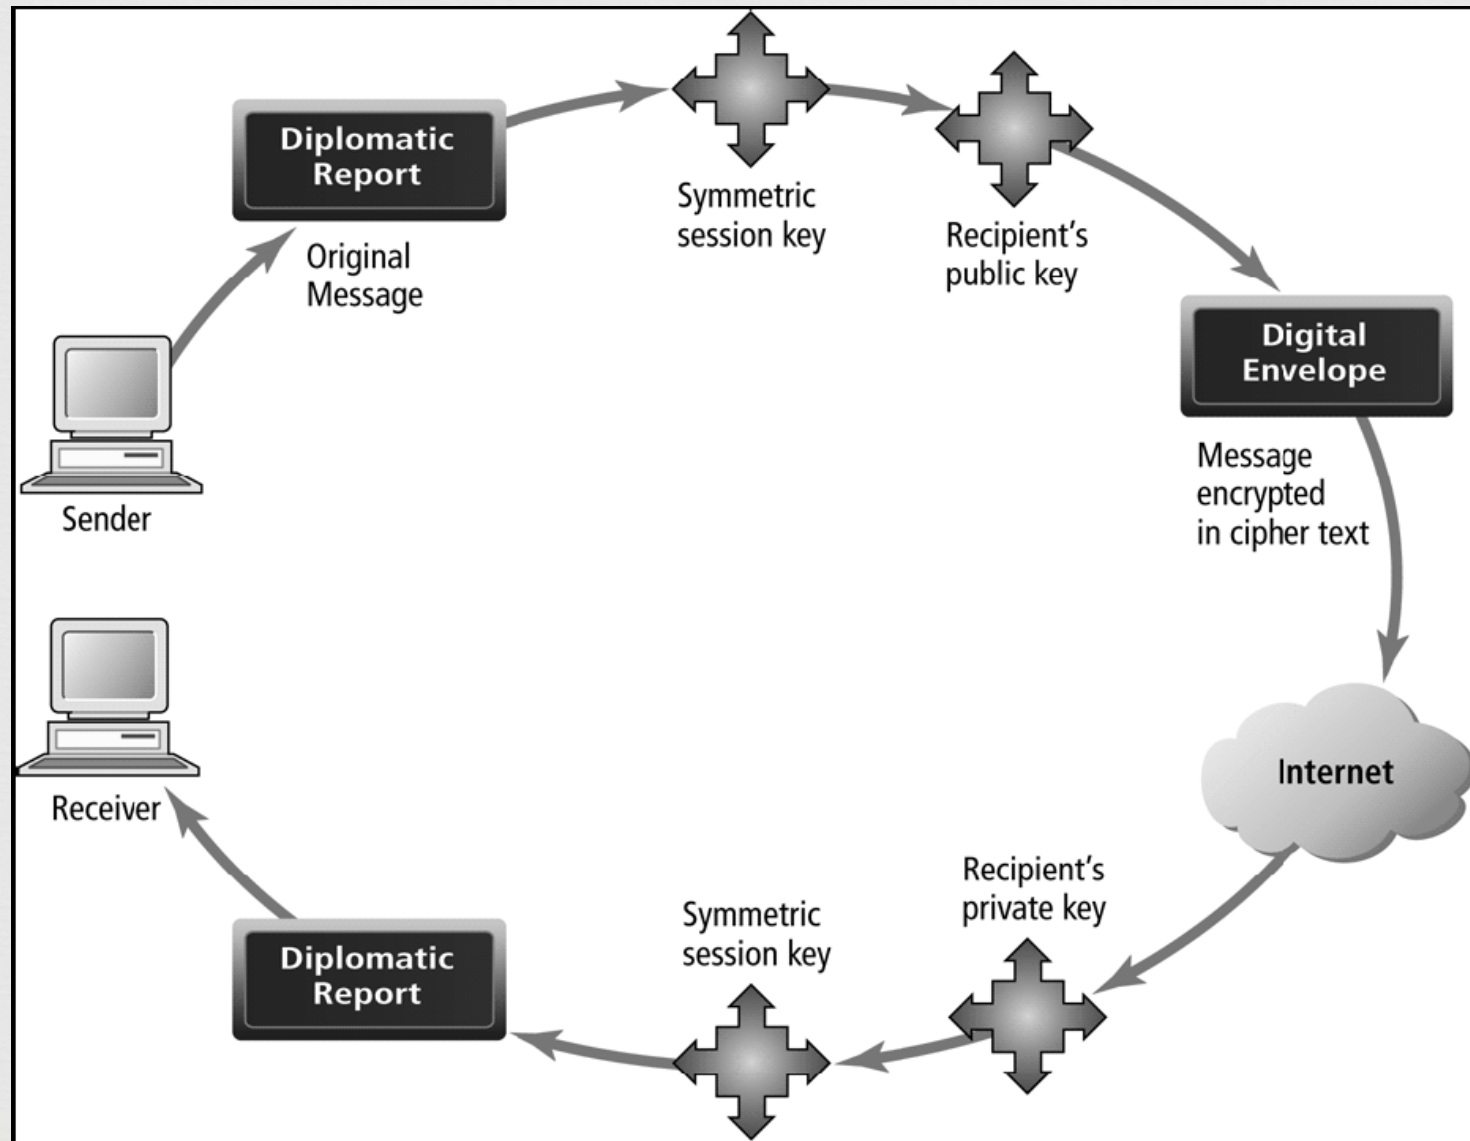 Diplomatic
Report
Original
Message
Symmetric
session key
Recipient's
public key
Digital
Envelope
Message
encrypted
in cipher text
Sender
Internet
Recipient's
private key
Symmetric
session key
Diplomatic
Report
Receiver